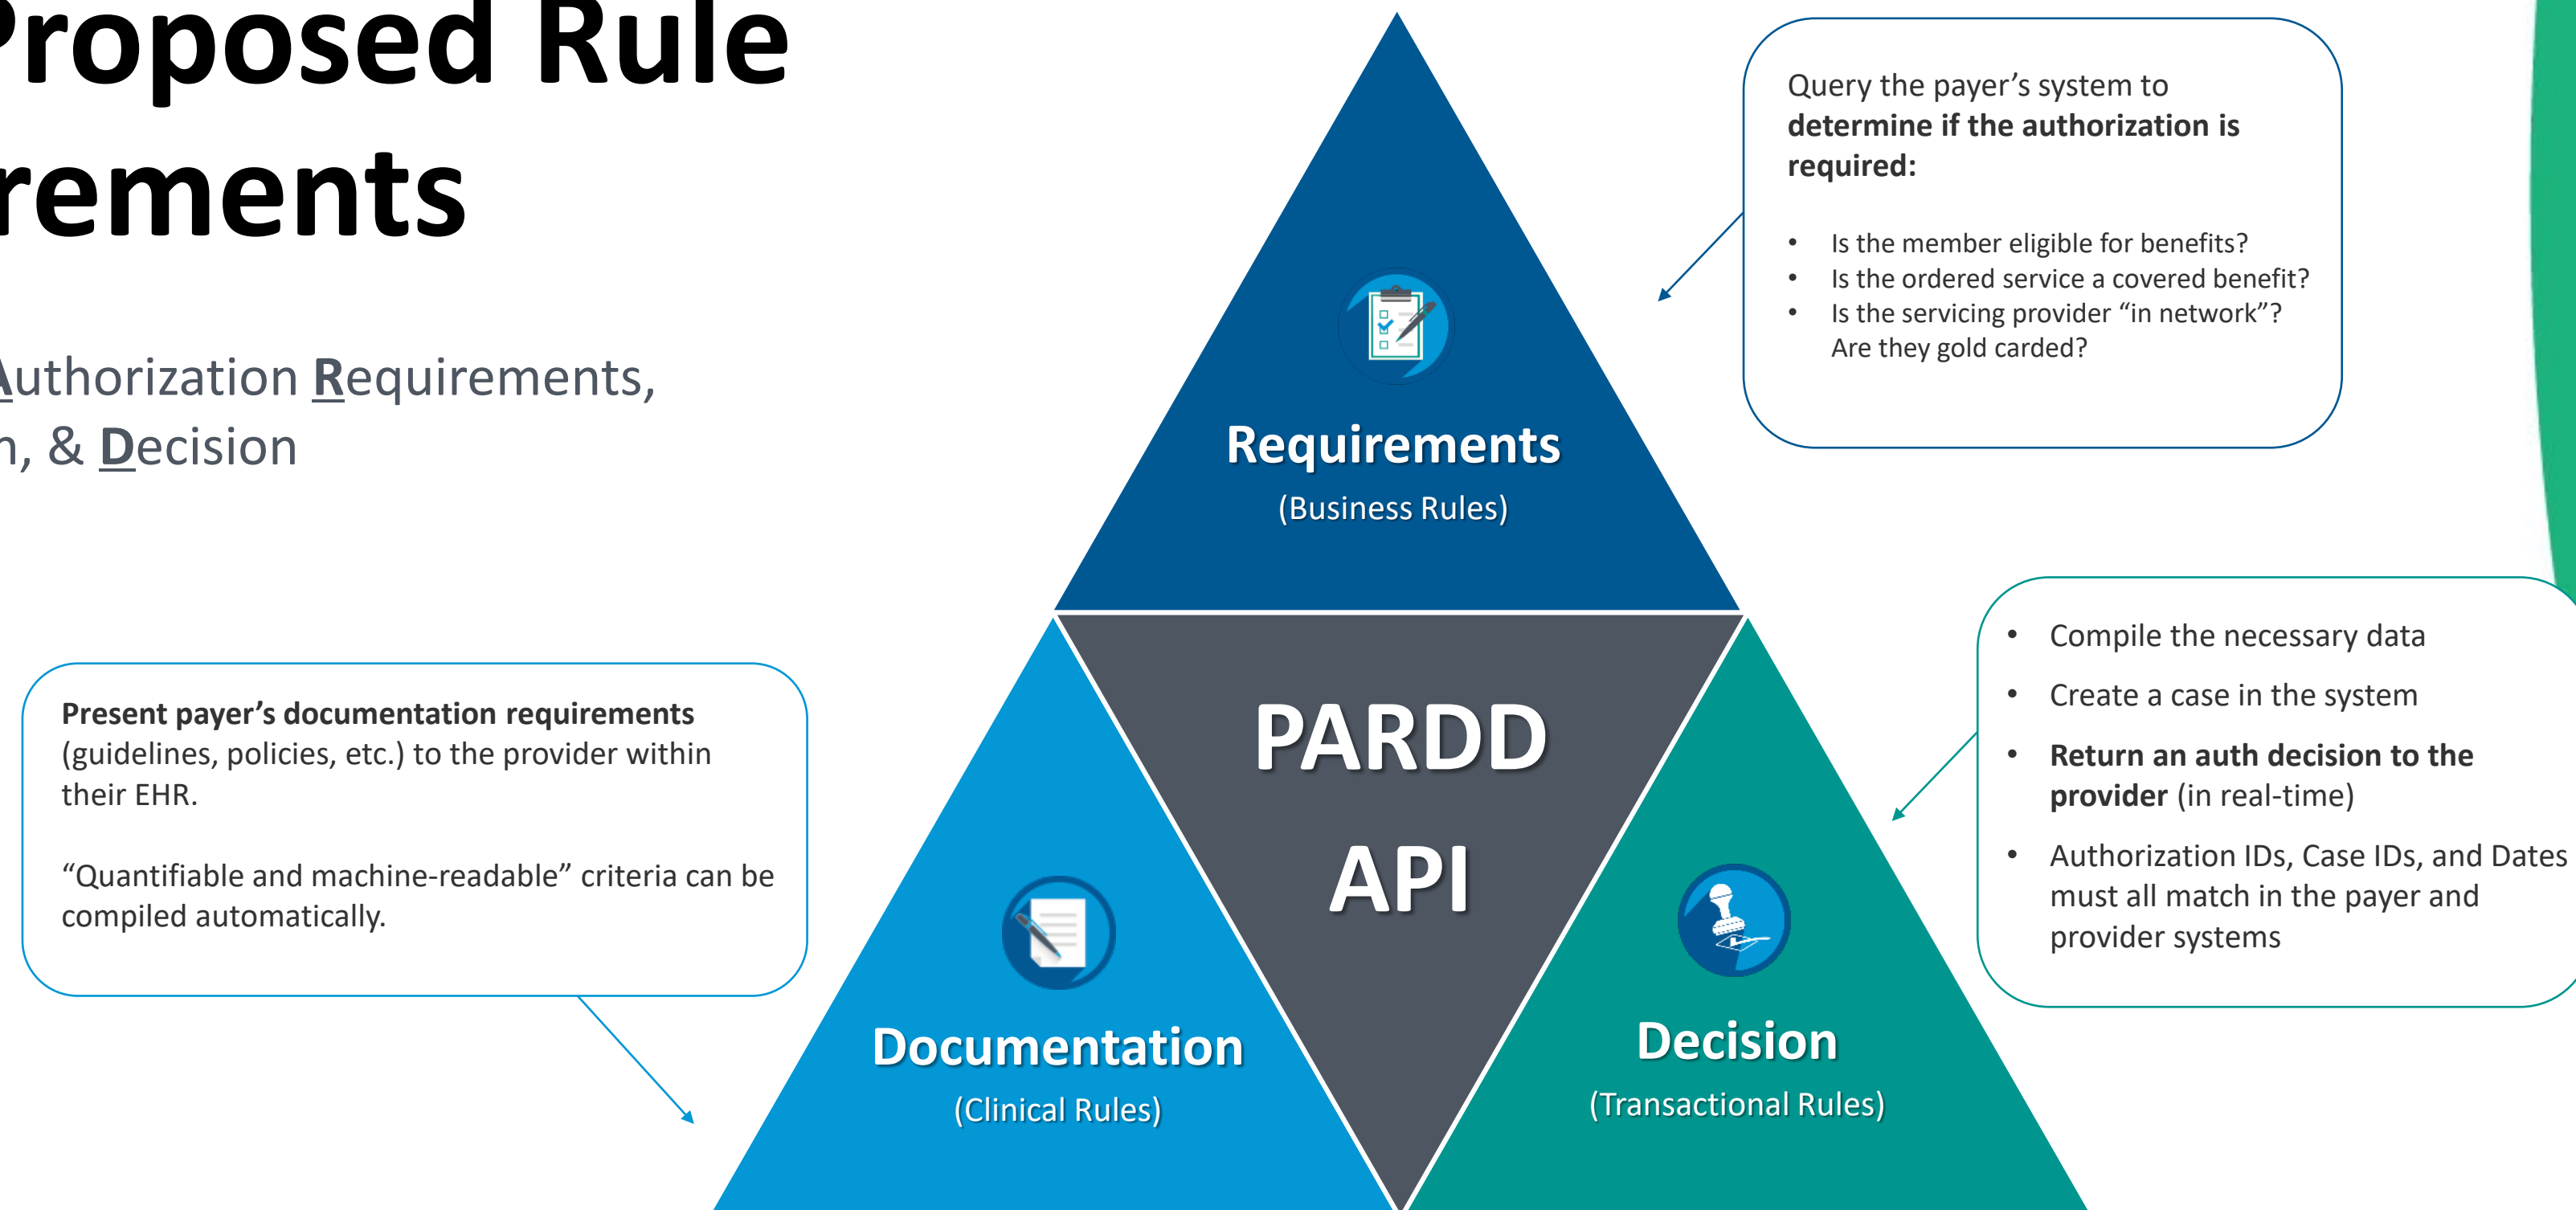 Proposed Rule
rements
Authorization Requirements,
n, & Decision
Query the payer’s system to
determine if the authorization is
required:
• Is the member eligible for benefits?
• Is the ordered service a covered benefit?
• Is the servicing provider “in network”?
Are they gold carded?
Requirements
(Business Rules)
Present payer’s documentation requirements
(guidelines, policies, etc.) to the provider within
their EHR.
“Quantifiable and machine-readable” criteria can be
compiled automatically.
PARDD
API
• Compile the necessary data
• Create a case in the system
• Return an auth decision to the
provider (in real-time)
• Authorization IDs, Case IDs, and Dates
must all match in the payer and
provider systems
Documentation
(Clinical Rules)
Decision
(Transactional Rules)